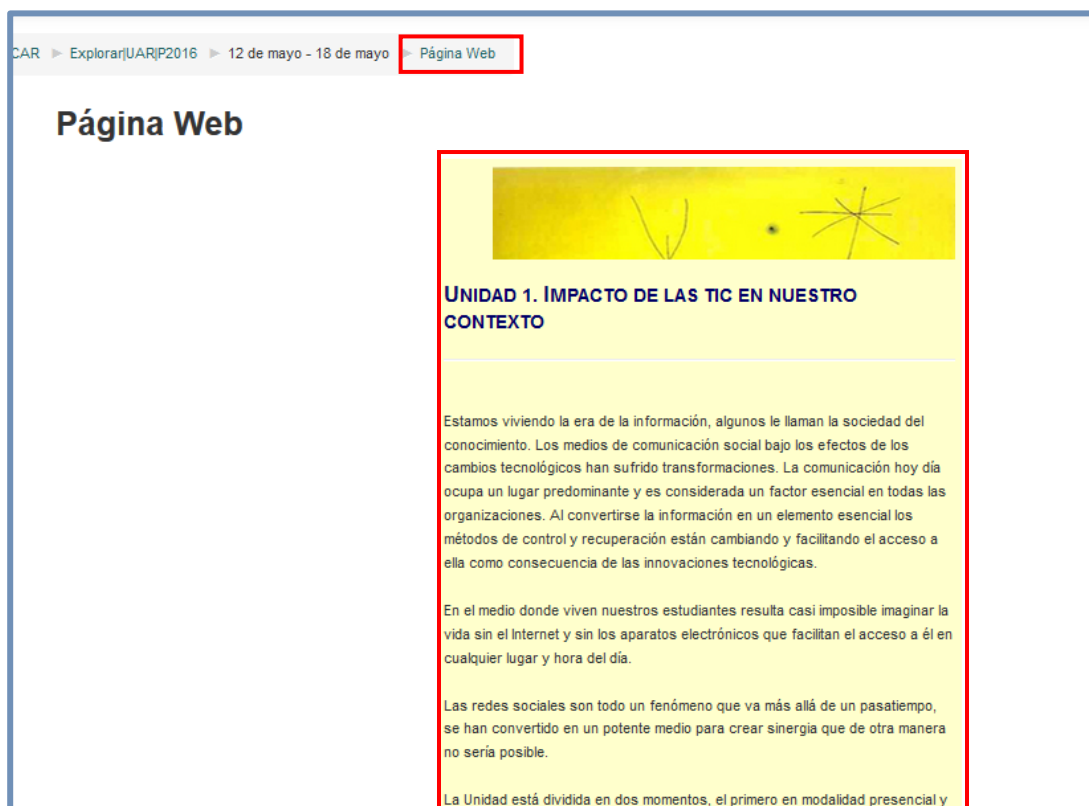 CAR ► Explorar|UAR|P2016 ► 12 de mayo - 18 de mayo ► Página Web
Página Web
UNIDAD 1. IMPACTO DE LAS TIC EN NUESTRO
CONTEXTO
Estamos viviendo la era de la información, algunos le llaman la sociedad del
conocimiento. Los medios de comunicación social bajo los efectos de los
cambios tecnológicos han sufrido transformaciones. La comunicación hoy día
ocupa un lugar predominante y es considerada un factor esencial en todas las
organizaciones. Al convertirse la información en un elemento esencial los
métodos de control y recuperación están cambiando y facilitando el acceso a
ella como consecuencia de las innovaciones tecnológicas.
En el medio donde viven nuestros estudiantes resulta casi imposible imaginar la
vida sin el Internet y sin los aparatos electrónicos que facilitan el acceso a él en
cualquier lugar y hora del día.
Las redes sociales son todo un fenómeno que va más allá de un pasatiempo,
se han convertido en un potente medio para crear sinergia que de otra manera
no sería posible.
La Unidad está dividida en dos momentos, el primero en modalidad presencial y